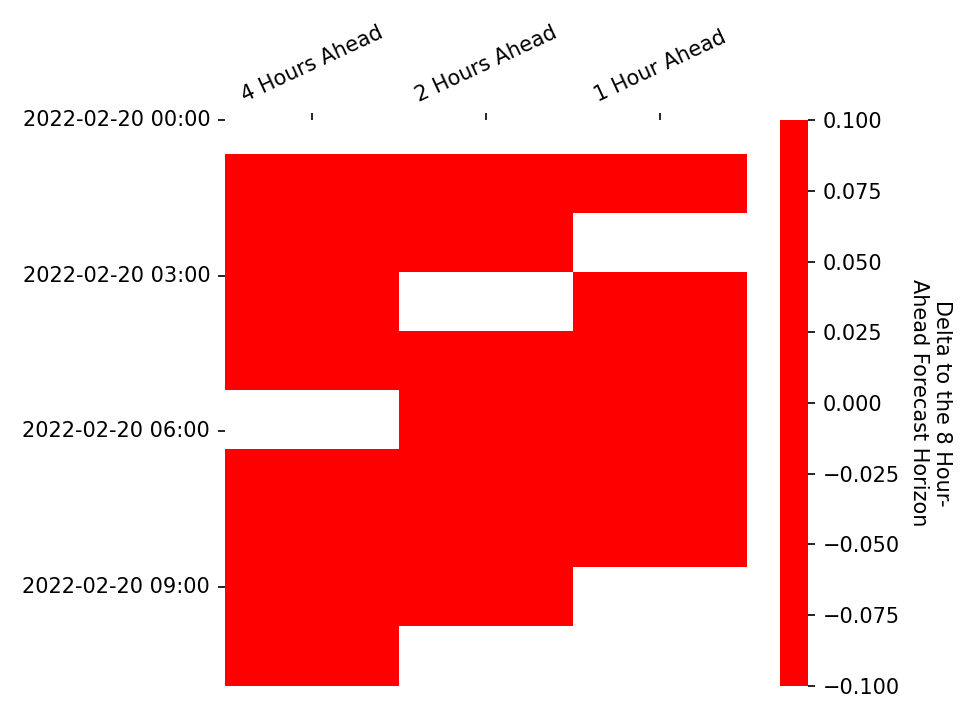 4 Hours Ahead
2 Hours Ahead
1 Hour Ahead
2022-02-20 00:00
2022-02-20 03:00
2022-02-20 06:00
2022-02-20 09:00
0.100
0.075
0.050
0.025
0.000
−0.025
−0.050
−0.075
−0.100
Delta to the 8 Hour-
Ahead Forecast Horizon